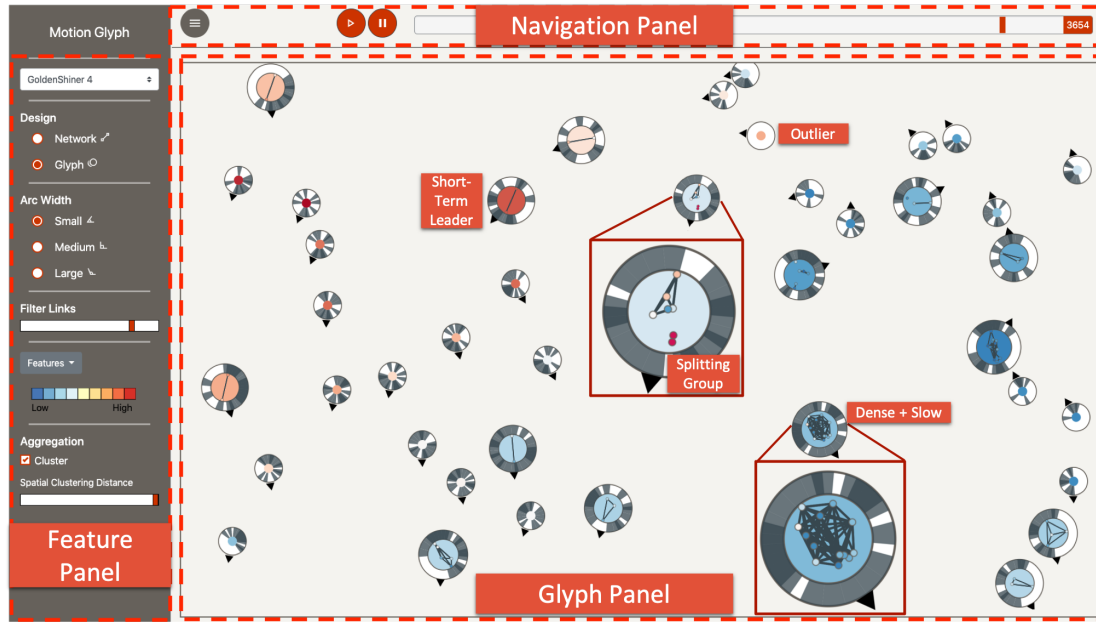 Motion Glyph
Navigation Panel
3654
GoldenShiner 4
Design
Network
Glyph
Arc Width
Small
Medium
Large
Filter Links
Features
Low
High
Aggregation
Cluster
Spatial Clustering Distance
Feature
Panel
Outlier
Short-
Term
Leader
Splitting
Group
Dense + Slow
Glyph Panel